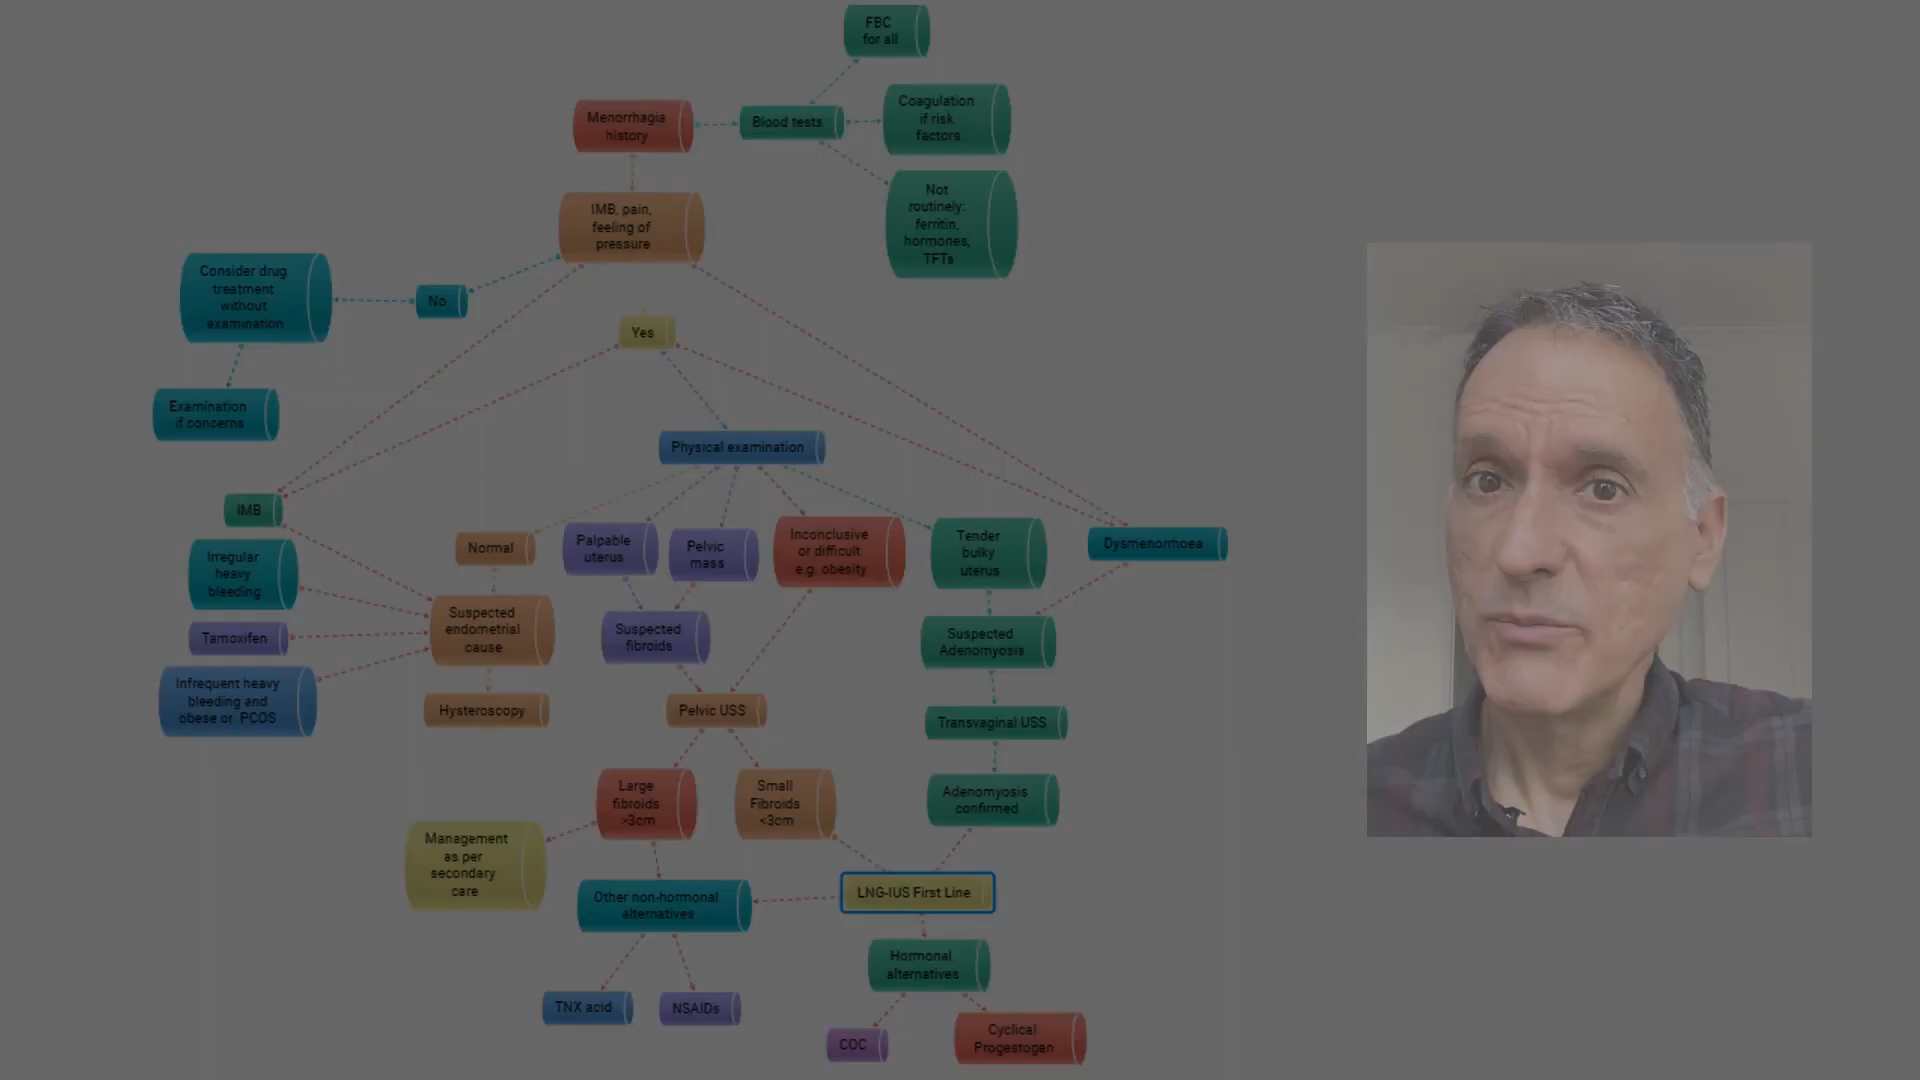 FBC
for all
Menorrhagia
history
Blood tests
Coagulation
if risk
factors
Not
routinely:
ferritin,
hormones,
TFTs
IMB, pain,
feeling of
pressure
Consider drug
treatment
without
examination
No
Yes
Examination
if concerns
Physical examination
IMB
Irregular
heavy
bleeding
Tamoxifen
Infrequent heavy
bleeding and
obese or PCOS
Normal
Suspected
endometrial
cause
Hysteroscopy
Palpable
uterus
Pelvic
mass
Suspected
fibroids
Inconclusive
or difficult
e.g. obesity
Tender
bulky
uterus
Dysmenorrhoea
Suspected
Adenomyosis
Pelvic USS
Transvaginal USS
Large
fibroids
>3cm
Small
Fibroids
<3cm
Adenomyosis
confirmed
Management
as per
secondary
care
Other non-hormonal
alternatives
LNG-IUS First Line
Hormonal
alternatives
TNX acid
NSAIDs
COC
Cyclical
Progestogen